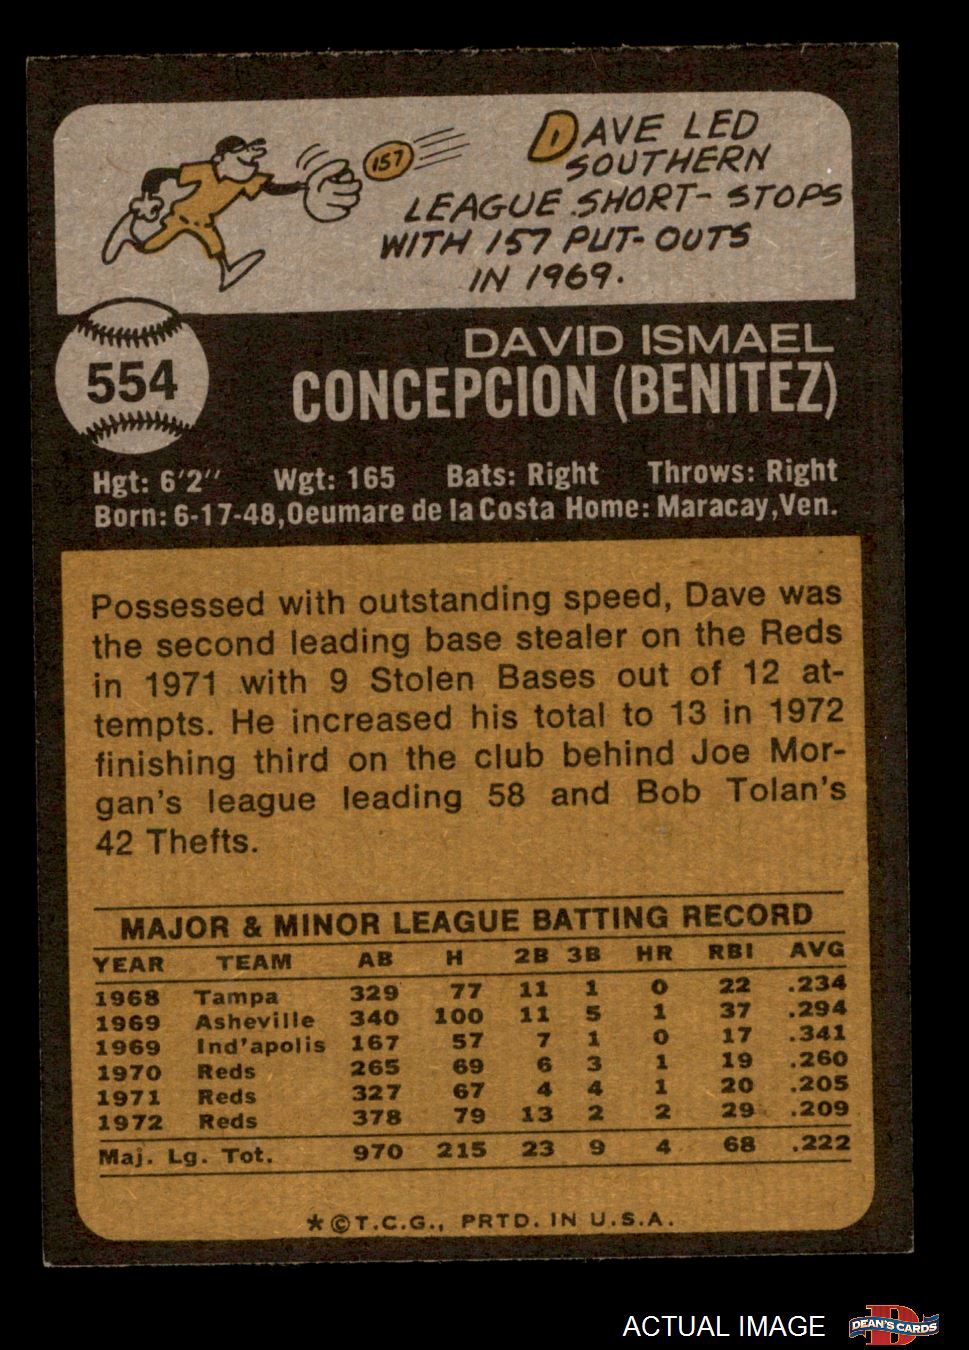 157
DAVE LED
SOUTHERN
LEAGUE SHORT- STOPS
WITH 157 PUT-OUTS
IN 1969.
554
DAVID ISMAEL
CONCEPCION (BENITEZ)
Hgt: 6'2'' Wgt: 165 Bats: Right Throws: Right
Born: 6-17-48, Oeumare de la Costa Home: Maracay, Ven.
Possessed with outstanding speed, Dave was
the second leading base stealer on the Reds
in 1971 with 9 Stolen Bases out of 12 at-
tempts. He increased his total to 13 in 1972
finishing third on the club behind Joe Mor-
gan's league leading 58 and Bob Tolan's
42 Thefts.
MAJOR & MINOR LEAGUE BATTING RECORD
YEAR TEAM AB H 2B 3B HR RBI AVG
1968 Tampa 329 77 11 1 0 22 .234
1969 Asheville 340 100 11 5 1 37 .294
1969 Ind'apolis 167 57 7 1 0 17 .341
1970 Reds 265 69 6 3 1 19 .260
1971 Reds 327 67 4 4 1 20 .205
1972 Reds 378 79 13 2 2 29 .209
Maj. Lg. Tot. 970 215 23 9 4 68 .222
*©T.C.G., PRTD. IN U.S.A.
ACTUAL IMAGE
D
DEAN'S CARDS